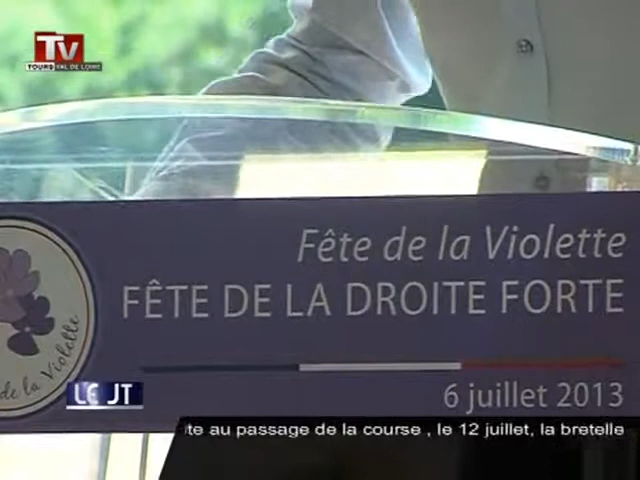 TV
TOURS VAL DE LOIRE
Fête de la Violette
FÊTE DE LA DROITE FORTE
de la Violette
6 juillet 2013
LE JT
te au passage de la course , le 12 juillet, la bretelle